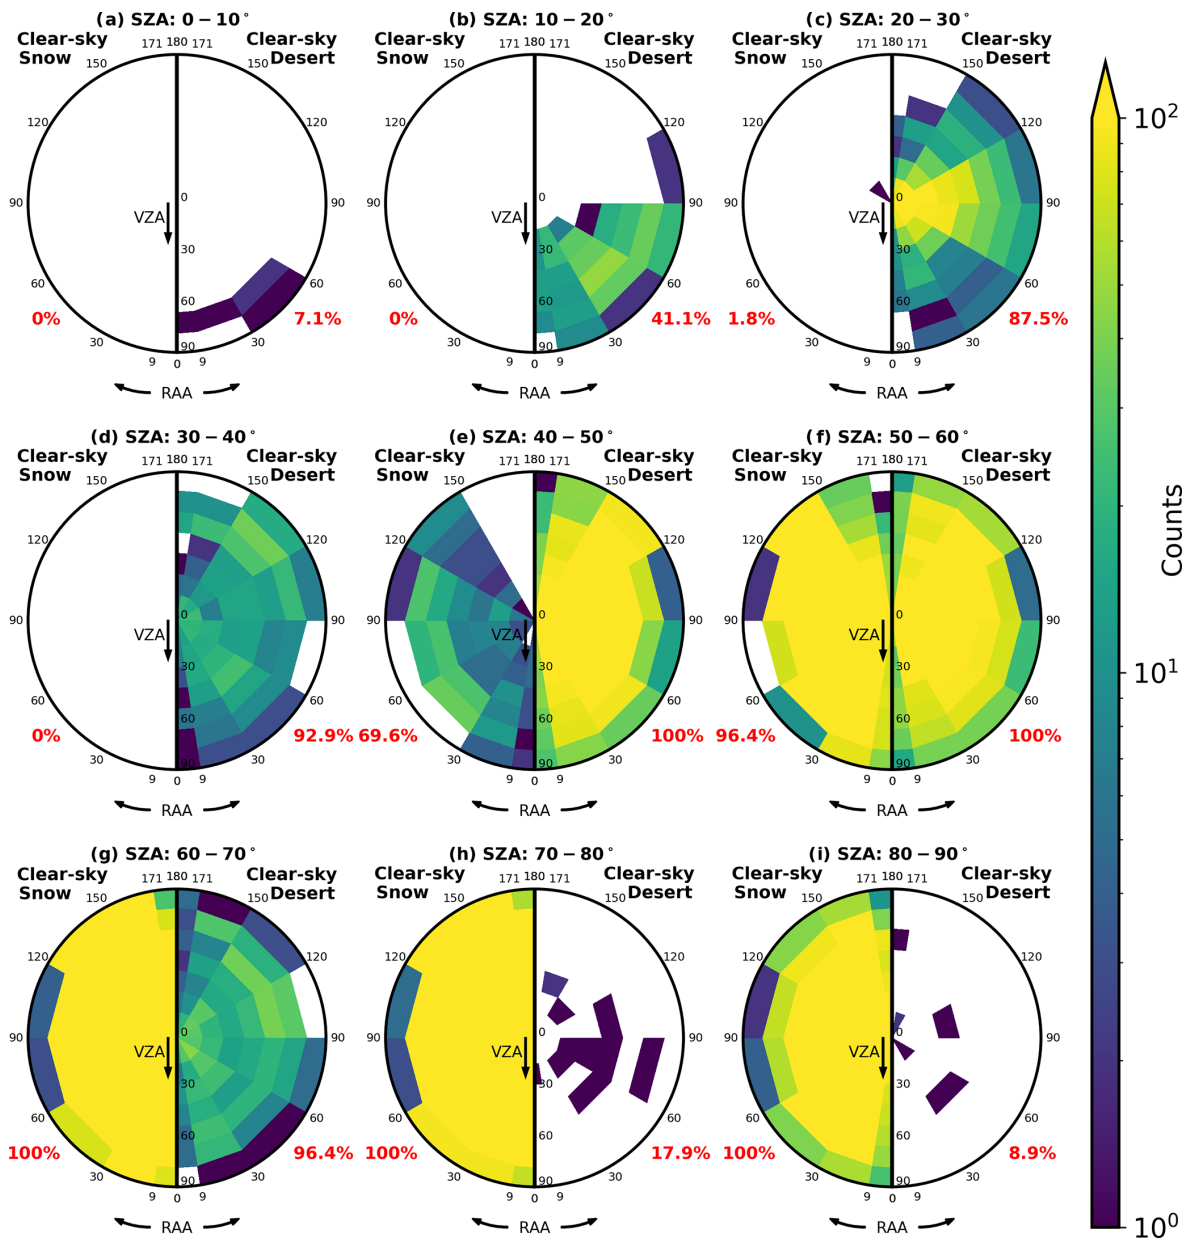 (a) SZA: 0 − 10°
(b) SZA: 10 − 20°
(c) SZA: 20 − 30°
Clear-sky Snow
171 180 171
Clear-sky Desert
150
150
120
120
90
90
60
60
30
30
9 0 9
0
30
60
90
VZA
0%
7.1%
RAA
Clear-sky Snow
171 180 171
Clear-sky Desert
150
150
120
120
90
90
60
60
30
30
9 0 9
0
30
60
90
VZA
0%
41.1%
RAA
Clear-sky Snow
171 180 171
Clear-sky Desert
150
150
120
120
90
90
60
60
30
30
9 0 9
0
30
60
90
VZA
1.8%
87.5%
RAA
(d) SZA: 30 − 40°
(e) SZA: 40 − 50°
(f) SZA: 50 − 60°
Clear-sky Snow
171 180 171
Clear-sky Desert
150
150
120
120
90
90
60
60
30
30
9 0 9
0
30
60
90
VZA
0%
92.9%
RAA
Clear-sky Snow
171 180 171
Clear-sky Desert
150
150
120
120
90
90
60
60
30
30
9 0 9
0
30
60
90
VZA
69.6%
100%
RAA
Clear-sky Snow
171 180 171
Clear-sky Desert
150
150
120
120
90
90
60
60
30
30
9 0 9
0
30
60
90
VZA
96.4%
100%
RAA
(g) SZA: 60 − 70°
(h) SZA: 70 − 80°
(i) SZA: 80 − 90°
Clear-sky Snow
171 180 171
Clear-sky Desert
150
150
120
120
90
90
60
60
30
30
9 0 9
0
30
60
90
VZA
100%
96.4%
RAA
Clear-sky Snow
171 180 171
Clear-sky Desert
150
150
120
120
90
90
60
60
30
30
9 0 9
0
30
60
90
VZA
100%
17.9%
RAA
Clear-sky Snow
171 180 171
Clear-sky Desert
150
150
120
120
90
90
60
60
30
30
9 0 9
0
30
60
90
VZA
100%
8.9%
RAA
10²
10¹
10⁰
Counts